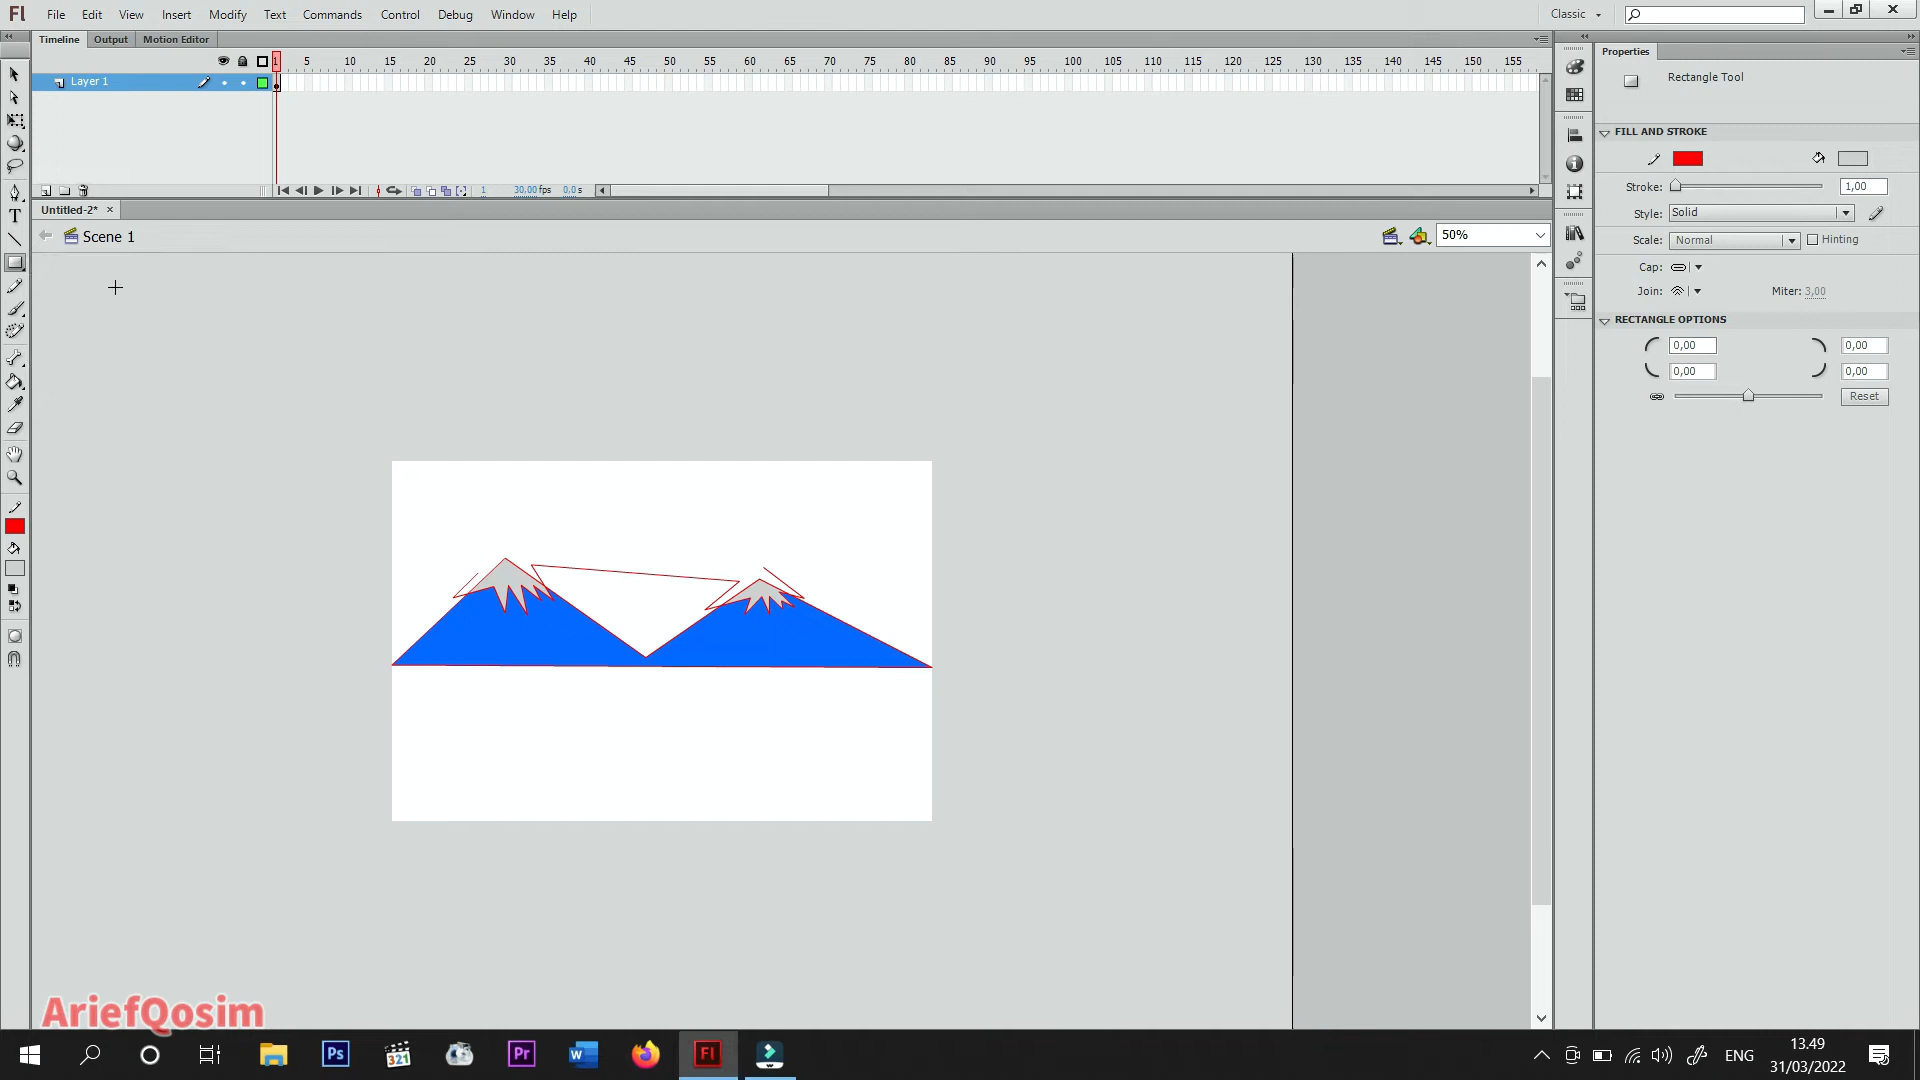 Fl File Edit View Insert Modify Text Commands Control Debug Window Help Classic
Timeline Output Motion Editor
1 5 10 15 20 25 30 35 40 45 50 55 60 65 70 75 80 85 90 95 100 105 110 115 120 125 130 135 140 145 150 155
Layer 1
1 30,00 fps 0,0 s
Untitled-2* ×
Scene 1
50%
Properties
Rectangle Tool
FILL AND STROKE
Stroke: 1,00
Style: Solid
Scale: Normal Hinting
Cap:
Join: Miter: 3,00
RECTANGLE OPTIONS
0,00 0,00
0,00 0,00
Reset
T
AriefQosim
Ps 321 Pr W Fl
ENG
13.49
31/03/2022